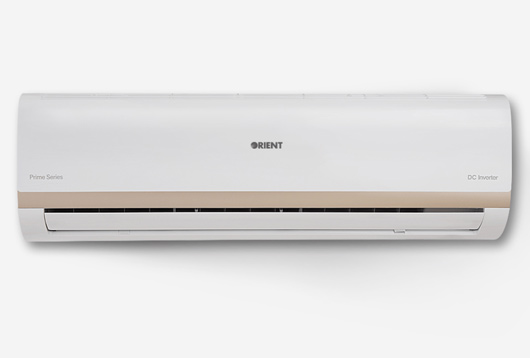 ORIENT
Prime Series
DC Inverter